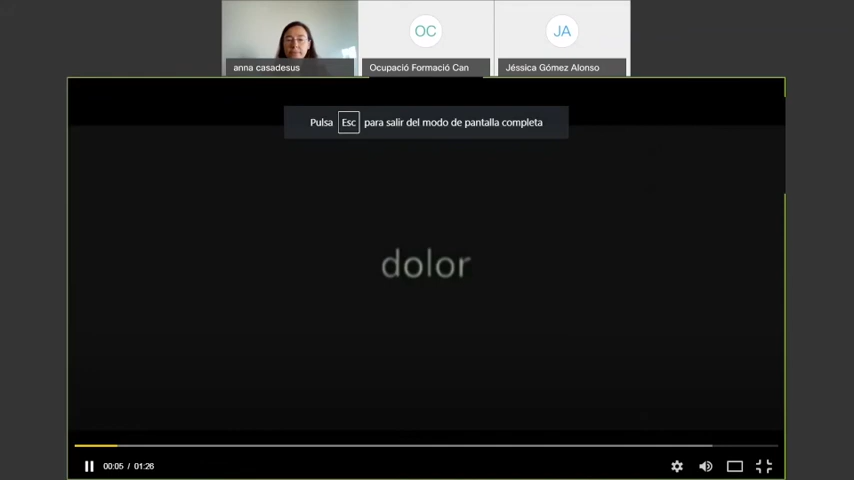 OC
JA
anna casadesus
Ocupació Formació Can
Jéssica Gómez Alonso
Pulsa Esc para salir del modo de pantalla completa
dolor
00:05 / 01:26